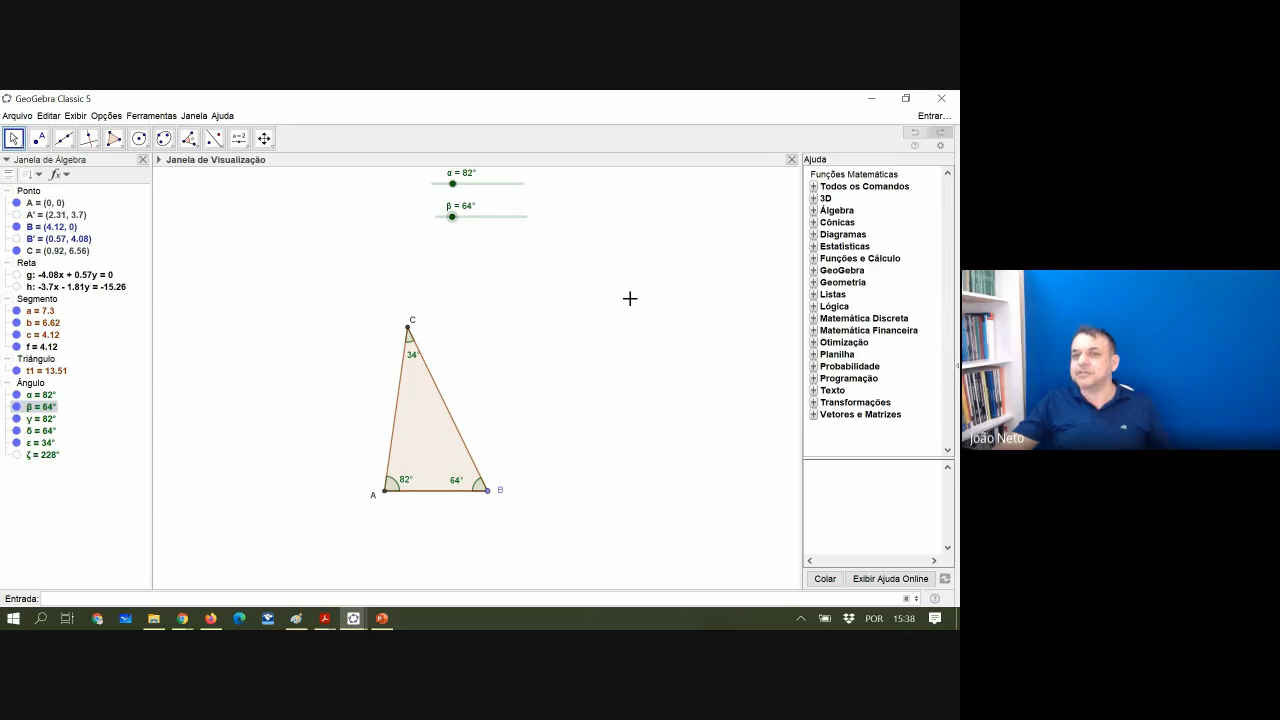 GeoGebra Classic 5
Arquivo Editar Exibir Opções Ferramentas Janela Ajuda
Entrar…
a=2
Janela de Álgebra
Janela de Visualização
Ajuda
fx
Ponto
A = (0, 0)
A' = (2.31, 3.7)
B = (4.12, 0)
B' = (0.57, 4.08)
C = (0.92, 6.56)
Reta
g: -4.08x + 0.57y = 0
h: -3.7x - 1.81y = -15.26
Segmento
a = 7.3
b = 6.62
c = 4.12
f = 4.12
Triângulo
t1 = 13.51
Ângulo
α = 82°
β = 64°
γ = 82°
δ = 64°
ε = 34°
ζ = 228°
α = 82°
β = 64°
C
34°
82°
64°
A
B
Funções Matemáticas
Todos os Comandos
3D
Álgebra
Cônicas
Diagramas
Estatísticas
Funções e Cálculo
GeoGebra
Geometria
Listas
Lógica
Matemática Discreta
Matemática Financeira
Otimização
Planilha
Probabilidade
Programação
Texto
Transformações
Vetores e Matrizes
Colar
Exibir Ajuda Online
Entrada:
POR
15:38
João Neto